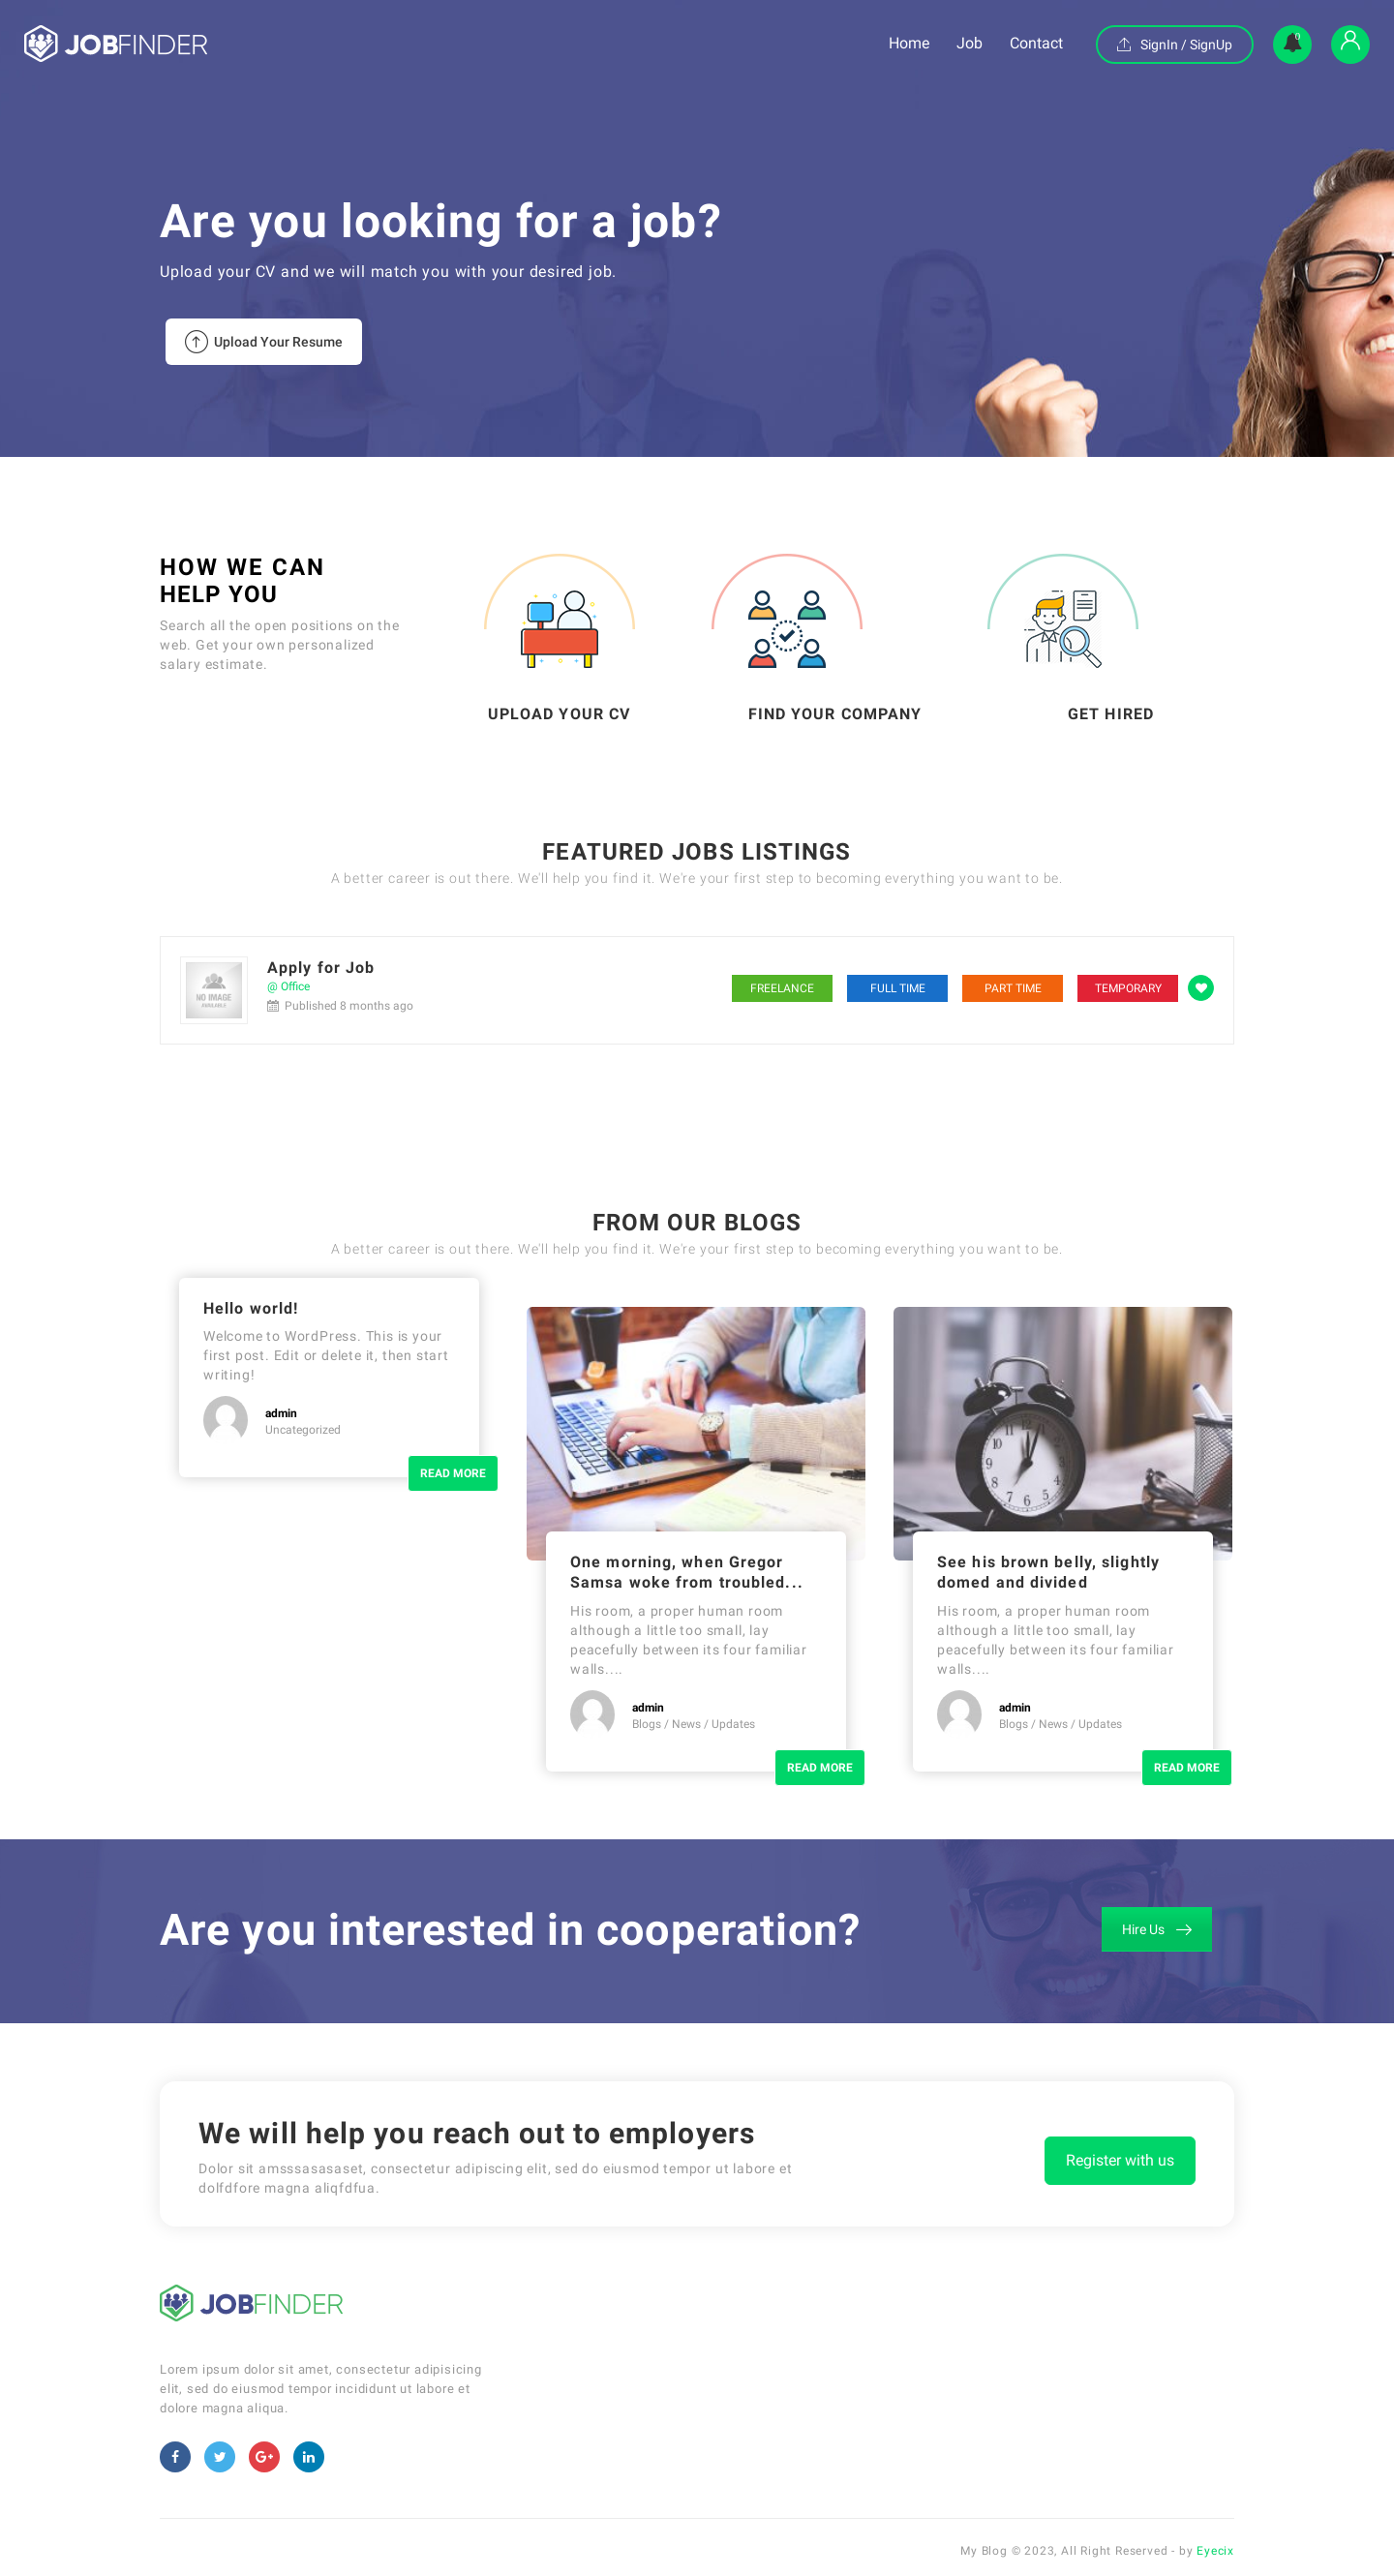 JOBFINDER
Home
Job
Contact
SignIn / SignUp
0
Are you looking for a job?
Upload your CV and we will match you with your desired job.
Upload Your Resume
HOW WE CAN
HELP YOU
Search all the open positions on the
web. Get your own personalized
salary estimate.
UPLOAD YOUR CV
FIND YOUR COMPANY
GET HIRED
FEATURED JOBS LISTINGS
A better career is out there. We'll help you find it. We're your first step to becoming everything you want to be.
NO IMAGE
AVAILABLE
Apply for Job
@ Office
Published 8 months ago
FREELANCE
FULL TIME
PART TIME
TEMPORARY
FROM OUR BLOGS
A better career is out there. We'll help you find it. We're your first step to becoming everything you want to be.
Hello world!
Welcome to WordPress. This is your
first post. Edit or delete it, then start
writing!
admin
Uncategorized
READ MORE
One morning, when Gregor
Samsa woke from troubled...
His room, a proper human room
although a little too small, lay
peacefully between its four familiar
walls....
admin
Blogs / News / Updates
READ MORE
See his brown belly, slightly
domed and divided
His room, a proper human room
although a little too small, lay
peacefully between its four familiar
walls....
admin
Blogs / News / Updates
READ MORE
Are you interested in cooperation?
Hire Us
We will help you reach out to employers
Dolor sit amsssasasaset, consectetur adipiscing elit, sed do eiusmod tempor ut labore et
dolfdfore magna aliqfdfua.
Register with us
JOBFINDER
Lorem ipsum dolor sit amet, consectetur adipisicing
elit, sed do eiusmod tempor incididunt ut labore et
dolore magna aliqua.
My Blog © 2023, All Right Reserved - by Eyecix